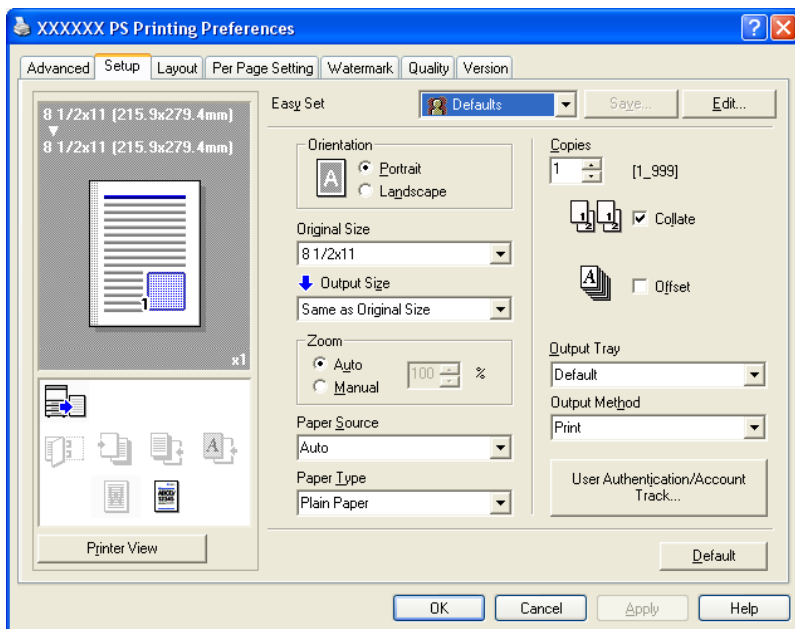 XXXXXX PS Printing Preferences
Advanced Setup Layout Per Page Setting Watermark Quality Version
8 1/2x11 (215.9x279.4mm)
8 1/2x11 (215.9x279.4mm)
1
x1
Printer View
Easy Set Defaults Save... Edit...
Orientation
A
Portrait
Landscape
Original Size
8 1/2x11
Output Size
Same as Original Size
Zoom
Auto
Manual
100 %
Paper Source
Auto
Paper Type
Plain Paper
Copies
1 [1_999]
Collate
Offset
Output Tray
Default
Output Method
Print
User Authentication/Account
Track...
Default
OK Cancel Apply Help